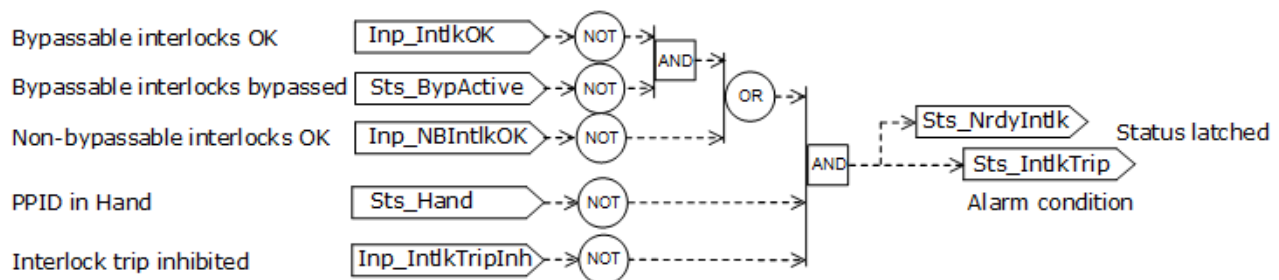 Bypassable interlocks OK Inp_IntlkOK NOT
AND
Bypassable interlocks bypassed Sts_BypActive NOT OR
Sts_NrdyIntlk Status latched
Non-bypassable interlocks OK Inp_NBIntlkOK NOT
AND Sts_IntlkTrip
PPID in Hand Sts_Hand NOT Alarm condition
Interlock trip inhibited Inp_IntlkTripInh NOT